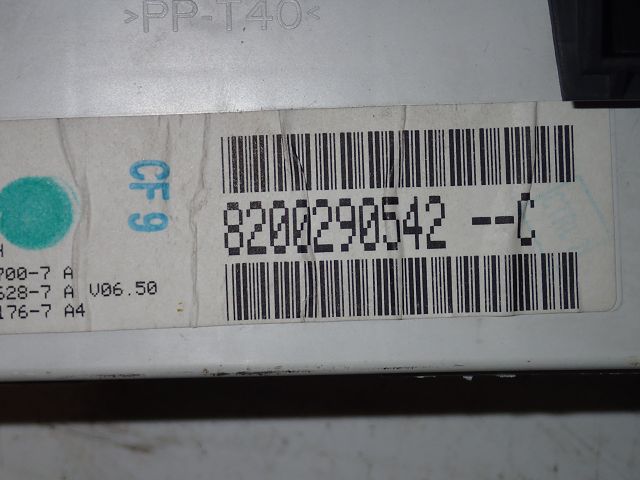 >PP-T40<
CF9
8200290542 --C
700-7 A
628-7 A V06.50
176-7 A4